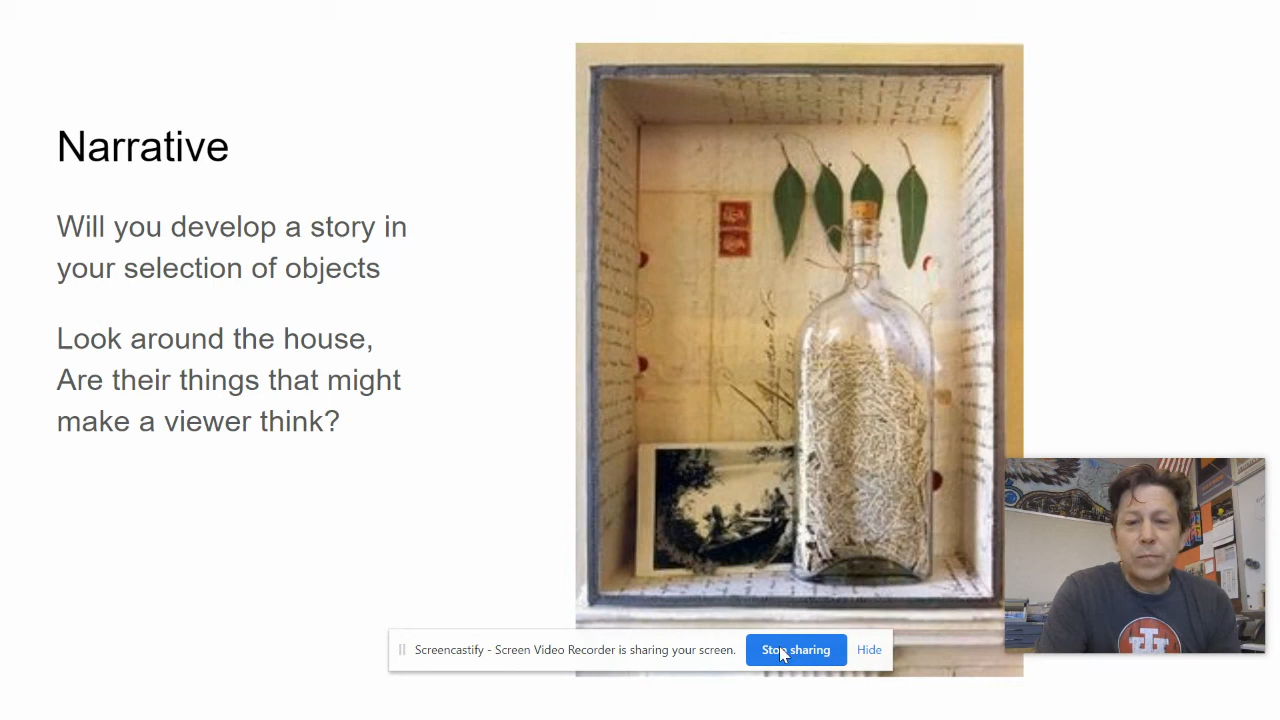 Narrative
Will you develop a story in
your selection of objects
Look around the house,
Are their things that might
make a viewer think?
Screencastify - Screen Video Recorder is sharing your screen.
Stop sharing
Hide